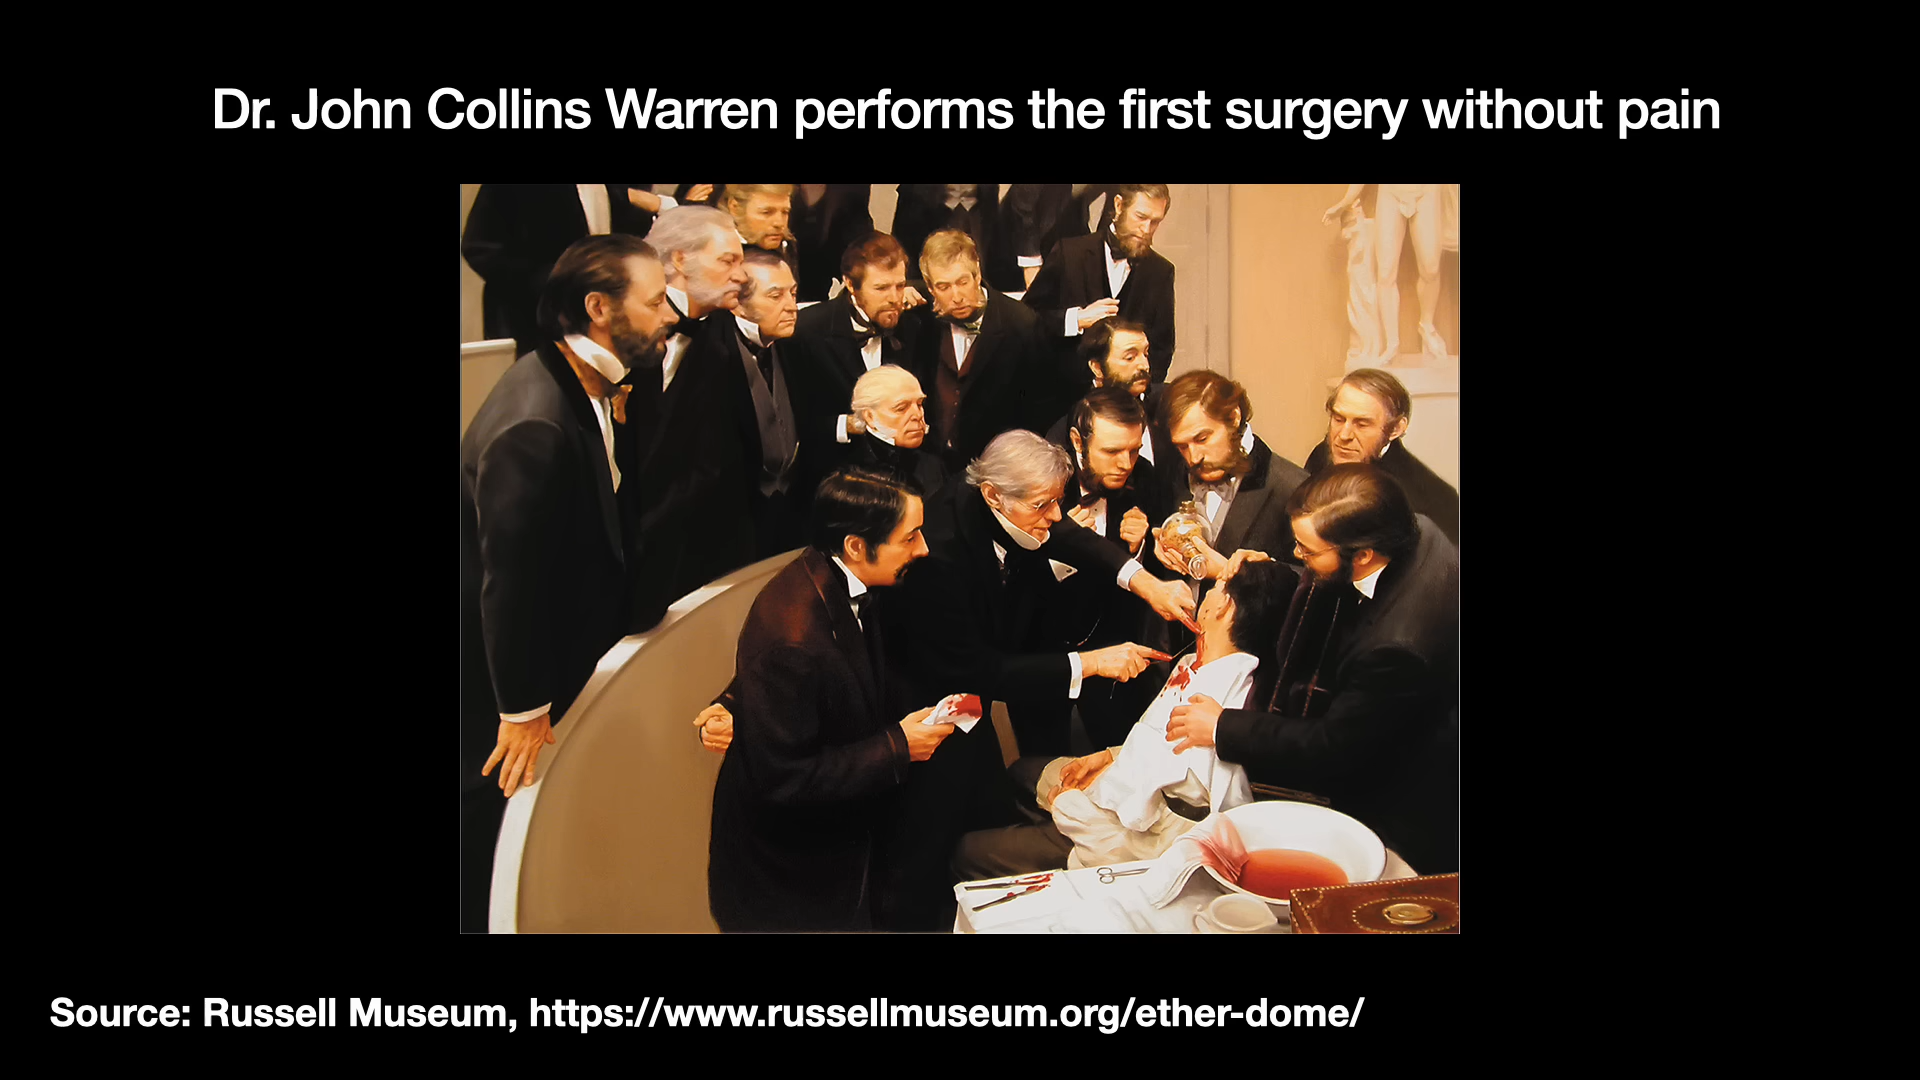 Dr. John Collins Warren performs the first surgery without pain
Source: Russell Museum, https://www.russellmuseum.org/ether-dome/